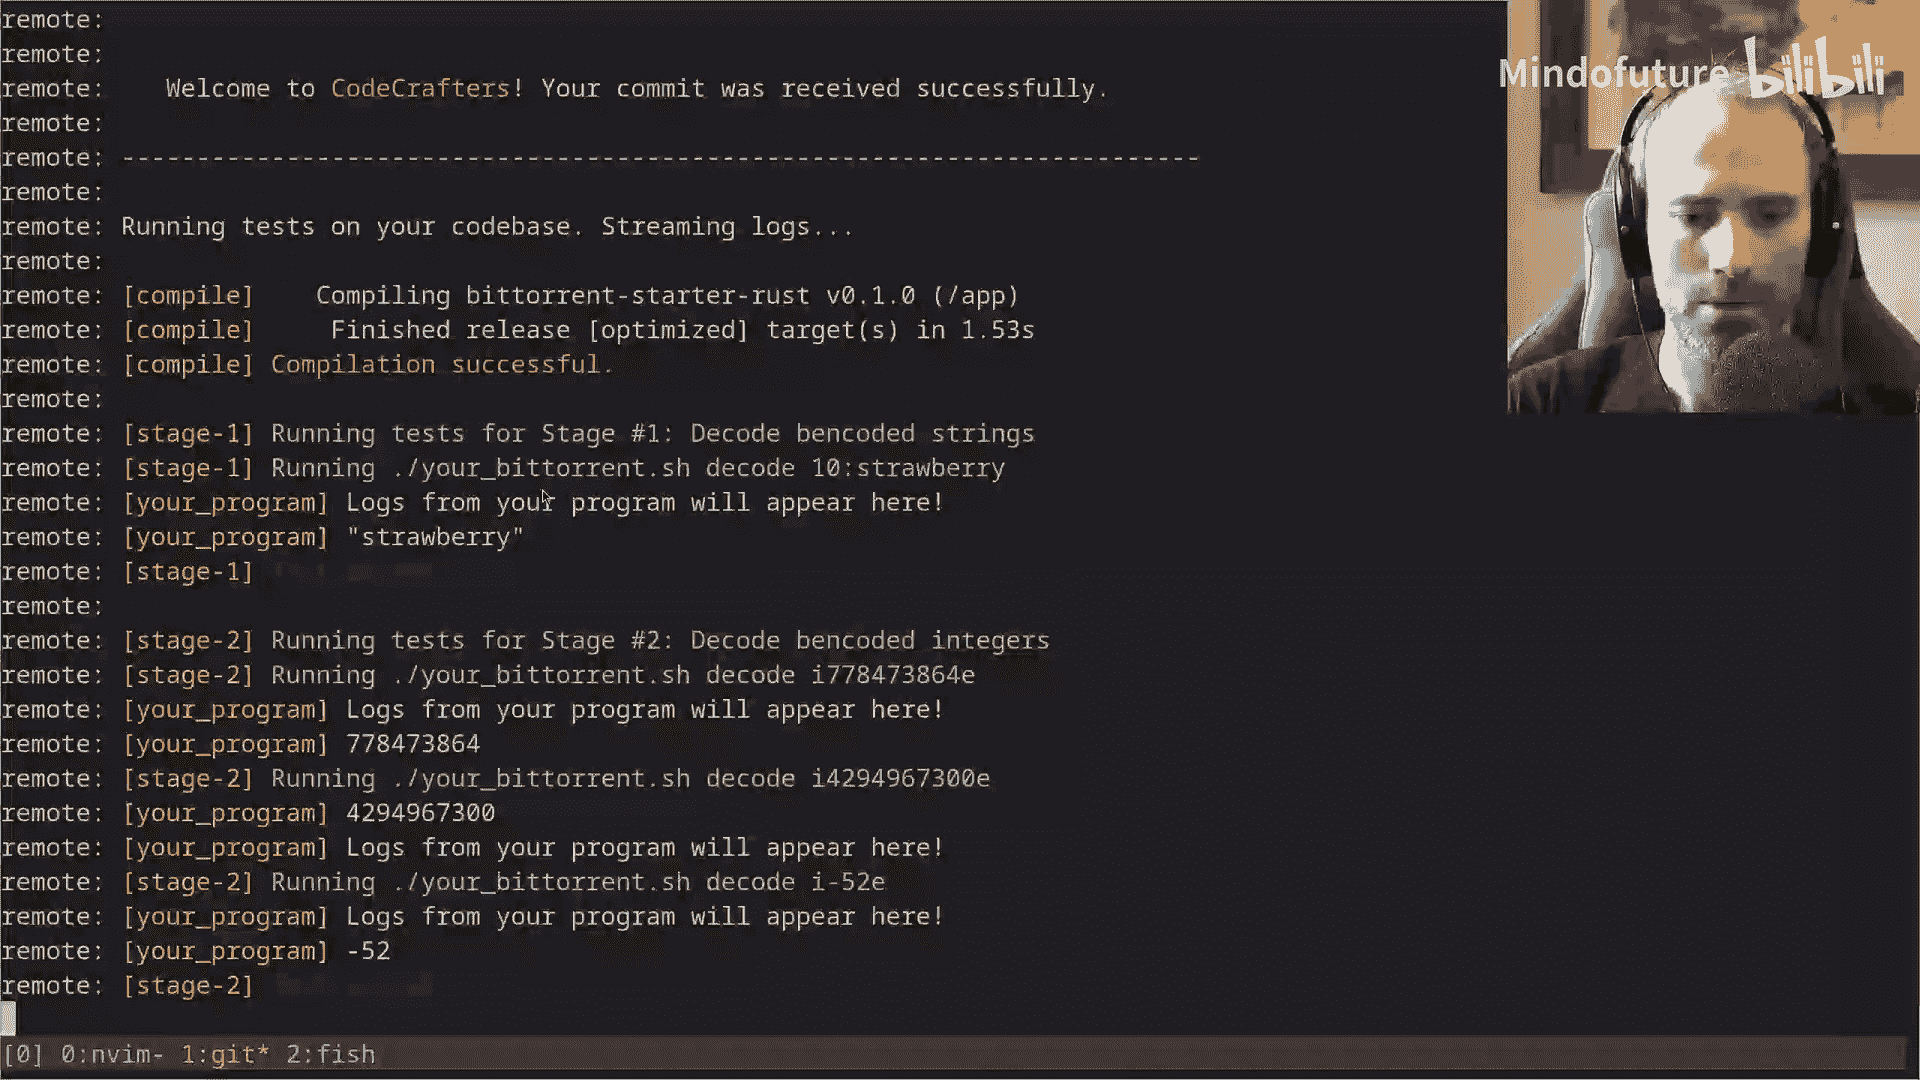 remote:
remote:
remote:    Welcome to CodeCrafters! Your commit was received successfully.
remote:
remote: ------------------------------------------------------------------------
remote:
remote: Running tests on your codebase. Streaming logs...
remote:
remote: [compile]    Compiling bittorrent-starter-rust v0.1.0 (/app)
remote: [compile]     Finished release [optimized] target(s) in 1.53s
remote: [compile] Compilation successful.
remote:
remote: [stage-1] Running tests for Stage #1: Decode bencoded strings
remote: [stage-1] Running ./your_bittorrent.sh decode 10:strawberry
remote: [your_program] Logs from your program will appear here!
remote: [your_program] "strawberry"
remote: [stage-1]
remote:
remote: [stage-2] Running tests for Stage #2: Decode bencoded integers
remote: [stage-2] Running ./your_bittorrent.sh decode i778473864e
remote: [your_program] Logs from your program will appear here!
remote: [your_program] 778473864
remote: [stage-2] Running ./your_bittorrent.sh decode i4294967300e
remote: [your_program] 4294967300
remote: [your_program] Logs from your program will appear here!
remote: [stage-2] Running ./your_bittorrent.sh decode i-52e
remote: [your_program] Logs from your program will appear here!
remote: [your_program] -52
remote: [stage-2]
[0] 0:nvim- 1:git* 2:fish
Mindofuture bilibili